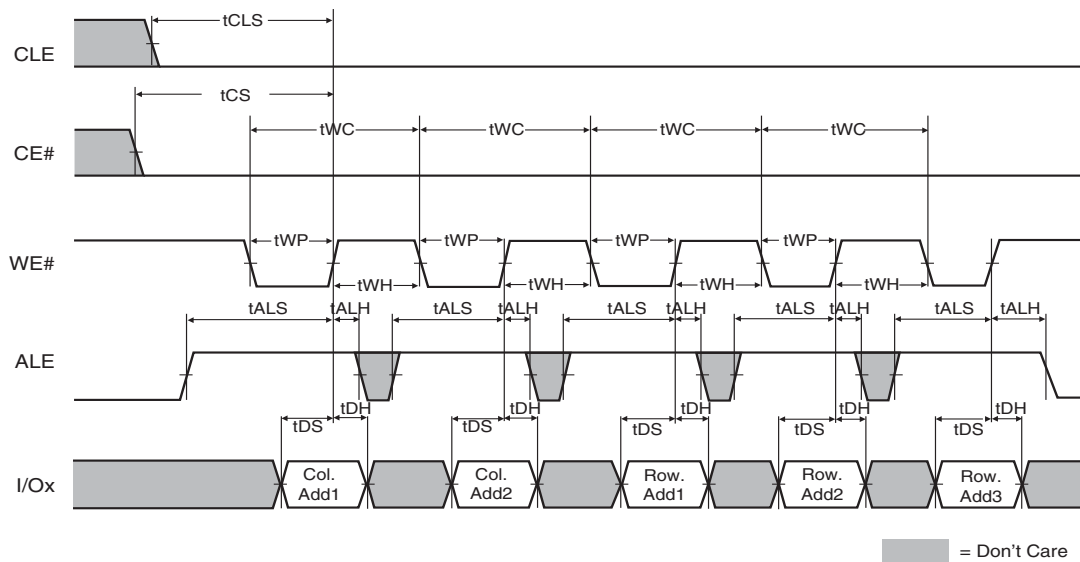 tCLS
CLE
tCS
tWC tWC tWC tWC
CE#
tWP tWP tWP tWP
WE#
tWH tWH tWH tWH
tALS tALH tALS tALH tALS tALH tALS tALH tALS tALH
ALE
tDH tDH tDH tDH tDH
tDS tDS tDS tDS tDS
I/Ox
Col. Add1
Col. Add2
Row. Add1
Row. Add2
Row. Add3
= Don't Care